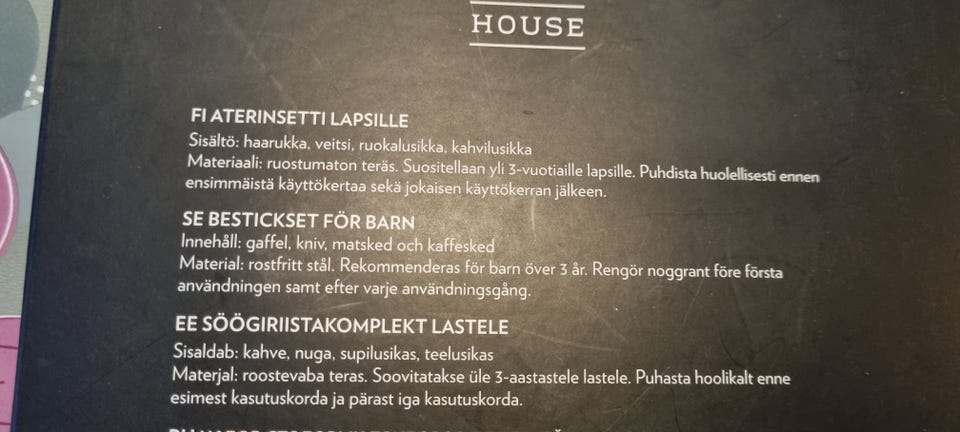 HOUSE
FI ATERINSETTI LAPSILLE
Sisältö: haarukka, veitsi, ruokalusikka, kahvilusikka
Materiaali: ruostumaton teräs. Suositellaan yli 3-vuotiaille lapsille. Puhdista huolellisesti ennen
ensimmäistä käyttökertaa sekä jokaisen käyttökerran jälkeen.
SE BESTICKSET FÖR BARN
Innehåll: gaffel, kniv, matsked och kaffesked
Material: rostfritt stål. Rekommenderas för barn över 3 år. Rengör noggrant före första
användningen samt efter varje användningsgång.
EE SÖÖGIRIISTAKOMPLEKT LASTELE
Sisaldab: kahve, nuga, supilusikas, teelusikas
Materjal: roostevaba teras. Soovitatakse üle 3-aastastele lastele. Puhasta hoolikalt enne
esimest kasutuskorda ja pärast iga kasutuskorda.